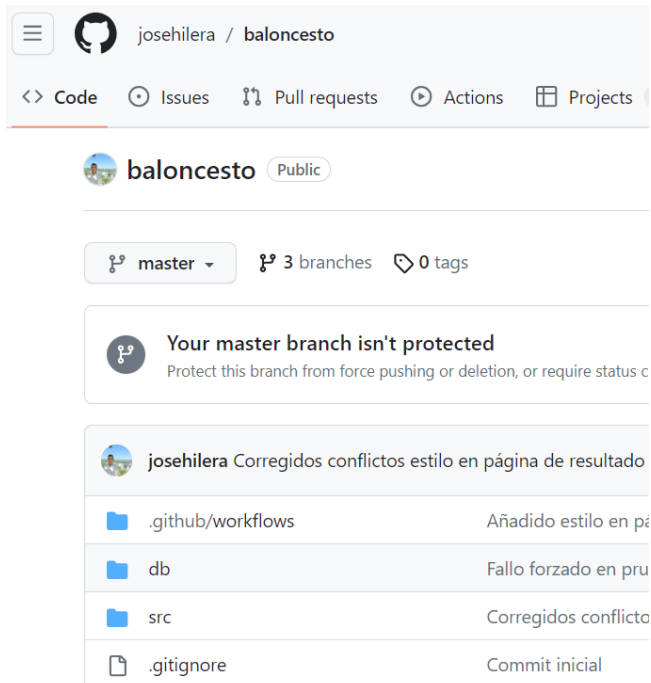 josehilera / baloncesto
Code Issues Pull requests Actions Projects
baloncesto Public
master 3 branches 0 tags
Your master branch isn't protected
Protect this branch from force pushing or deletion, or require status c
josehilera Corregidos conflictos estilo en página de resultado
.github/workflows Añadido estilo en pá
db Fallo forzado en pru
src Corregidos conflicto
.gitignore Commit inicial